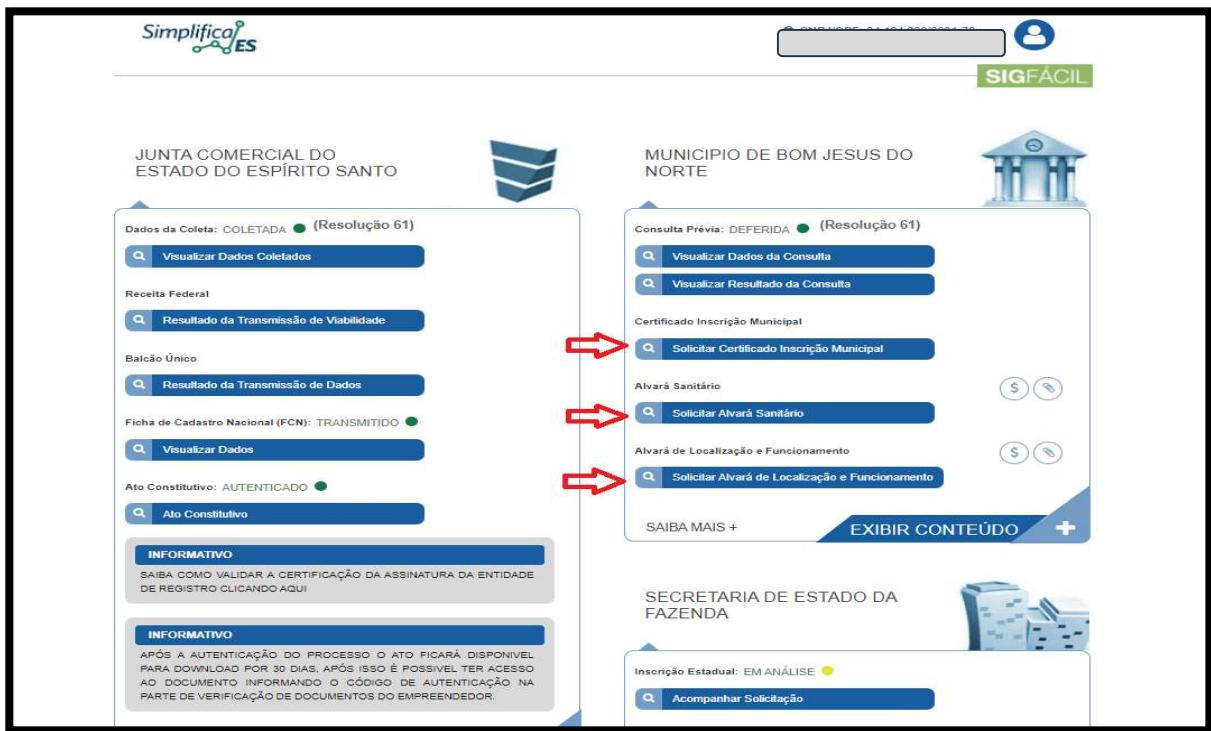 Simplifica
ES
SIGFÁCIL
JUNTA COMERCIAL DO
ESTADO DO ESPÍRITO SANTO
Dados da Coleta: COLETADA (Resolução 61)
Visualizar Dados Coletados
Receita Federal
Resultado da Transmissão de Viabilidade
Balcão Único
Resultado da Transmissão de Dados
Ficha de Cadastro Nacional (FCN): TRANSMITIDO
Visualizar Dados
Ato Constitutivo: AUTENTICADO
Ato Constitutivo
INFORMATIVO
SAIBA COMO VALIDAR A CERTIFICAÇÃO DA ASSINATURA DA ENTIDADE
DE REGISTRO CLICANDO AQUI
INFORMATIVO
APÓS A AUTENTICAÇÃO DO PROCESSO O ATO FICARÁ DISPONIVEL
PARA DOWNLOAD POR 30 DIAS, APÓS ISSO É POSSIVEL TER ACESSO
AO DOCUMENTO INFORMANDO O CÓDIGO DE AUTENTICAÇÃO NA
PARTE DE VERIFICAÇÃO DE DOCUMENTOS DO EMPREENDEDOR.
MUNICIPIO DE BOM JESUS DO
NORTE
Consulta Prévia: DEFERIDA (Resolução 61)
Visualizar Dados da Consulta
Visualizar Resultado da Consulta
Certificado Inscrição Municipal
Solicitar Certificado Inscrição Municipal
Alvará Sanitário
$
Solicitar Alvará Sanitário
Alvará de Localização e Funcionamento
$
Solicitar Alvará de Localização e Funcionamento
SAIBA MAIS +
EXIBIR CONTEÚDO +
SECRETARIA DE ESTADO DA
FAZENDA
Inscrição Estadual: EM ANÁLISE
Acompanhar Solicitação